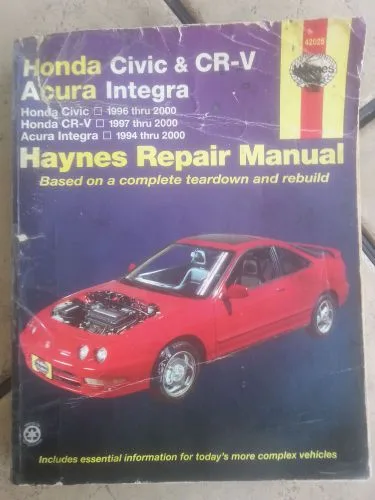 42025
Honda Civic & CR-V
Acura Integra
Honda Civic □ 1996 thru 2000
Honda CR-V □ 1997 thru 2000
Acura Integra □ 1994 thru 2000
Haynes Repair Manual
Based on a complete teardown and rebuild
Includes essential information for today's more complex vehicles